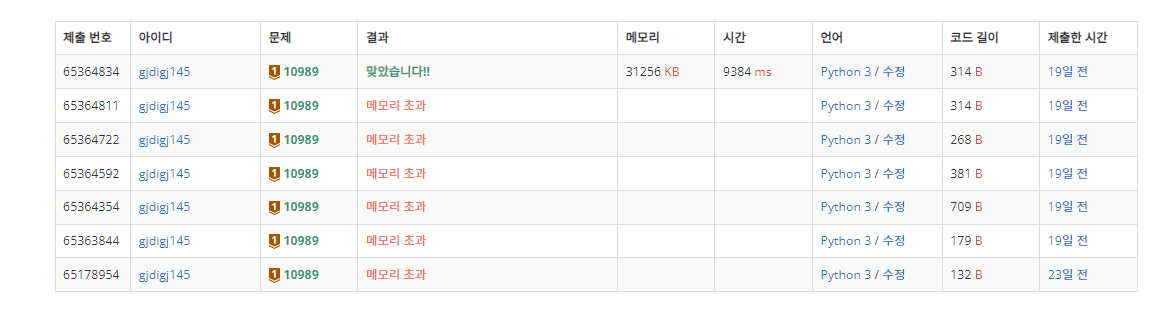 제출 번호 아이디 문제 결과 메모리 시간 언어 코드 길이 제출한 시간
65364834 gjdigj145 1 10989 맞았습니다!! 31256 KB 9384 ms Python 3 / 수정 314 B 19일 전
65364811 gjdigj145 1 10989 메모리 초과 Python 3 / 수정 314 B 19일 전
65364722 gjdigj145 1 10989 메모리 초과 Python 3 / 수정 268 B 19일 전
65364592 gjdigj145 1 10989 메모리 초과 Python 3 / 수정 381 B 19일 전
65364354 gjdigj145 1 10989 메모리 초과 Python 3 / 수정 709 B 19일 전
65363844 gjdigj145 1 10989 메모리 초과 Python 3 / 수정 179 B 19일 전
65178954 gjdigj145 1 10989 메모리 초과 Python 3 / 수정 132 B 23일 전